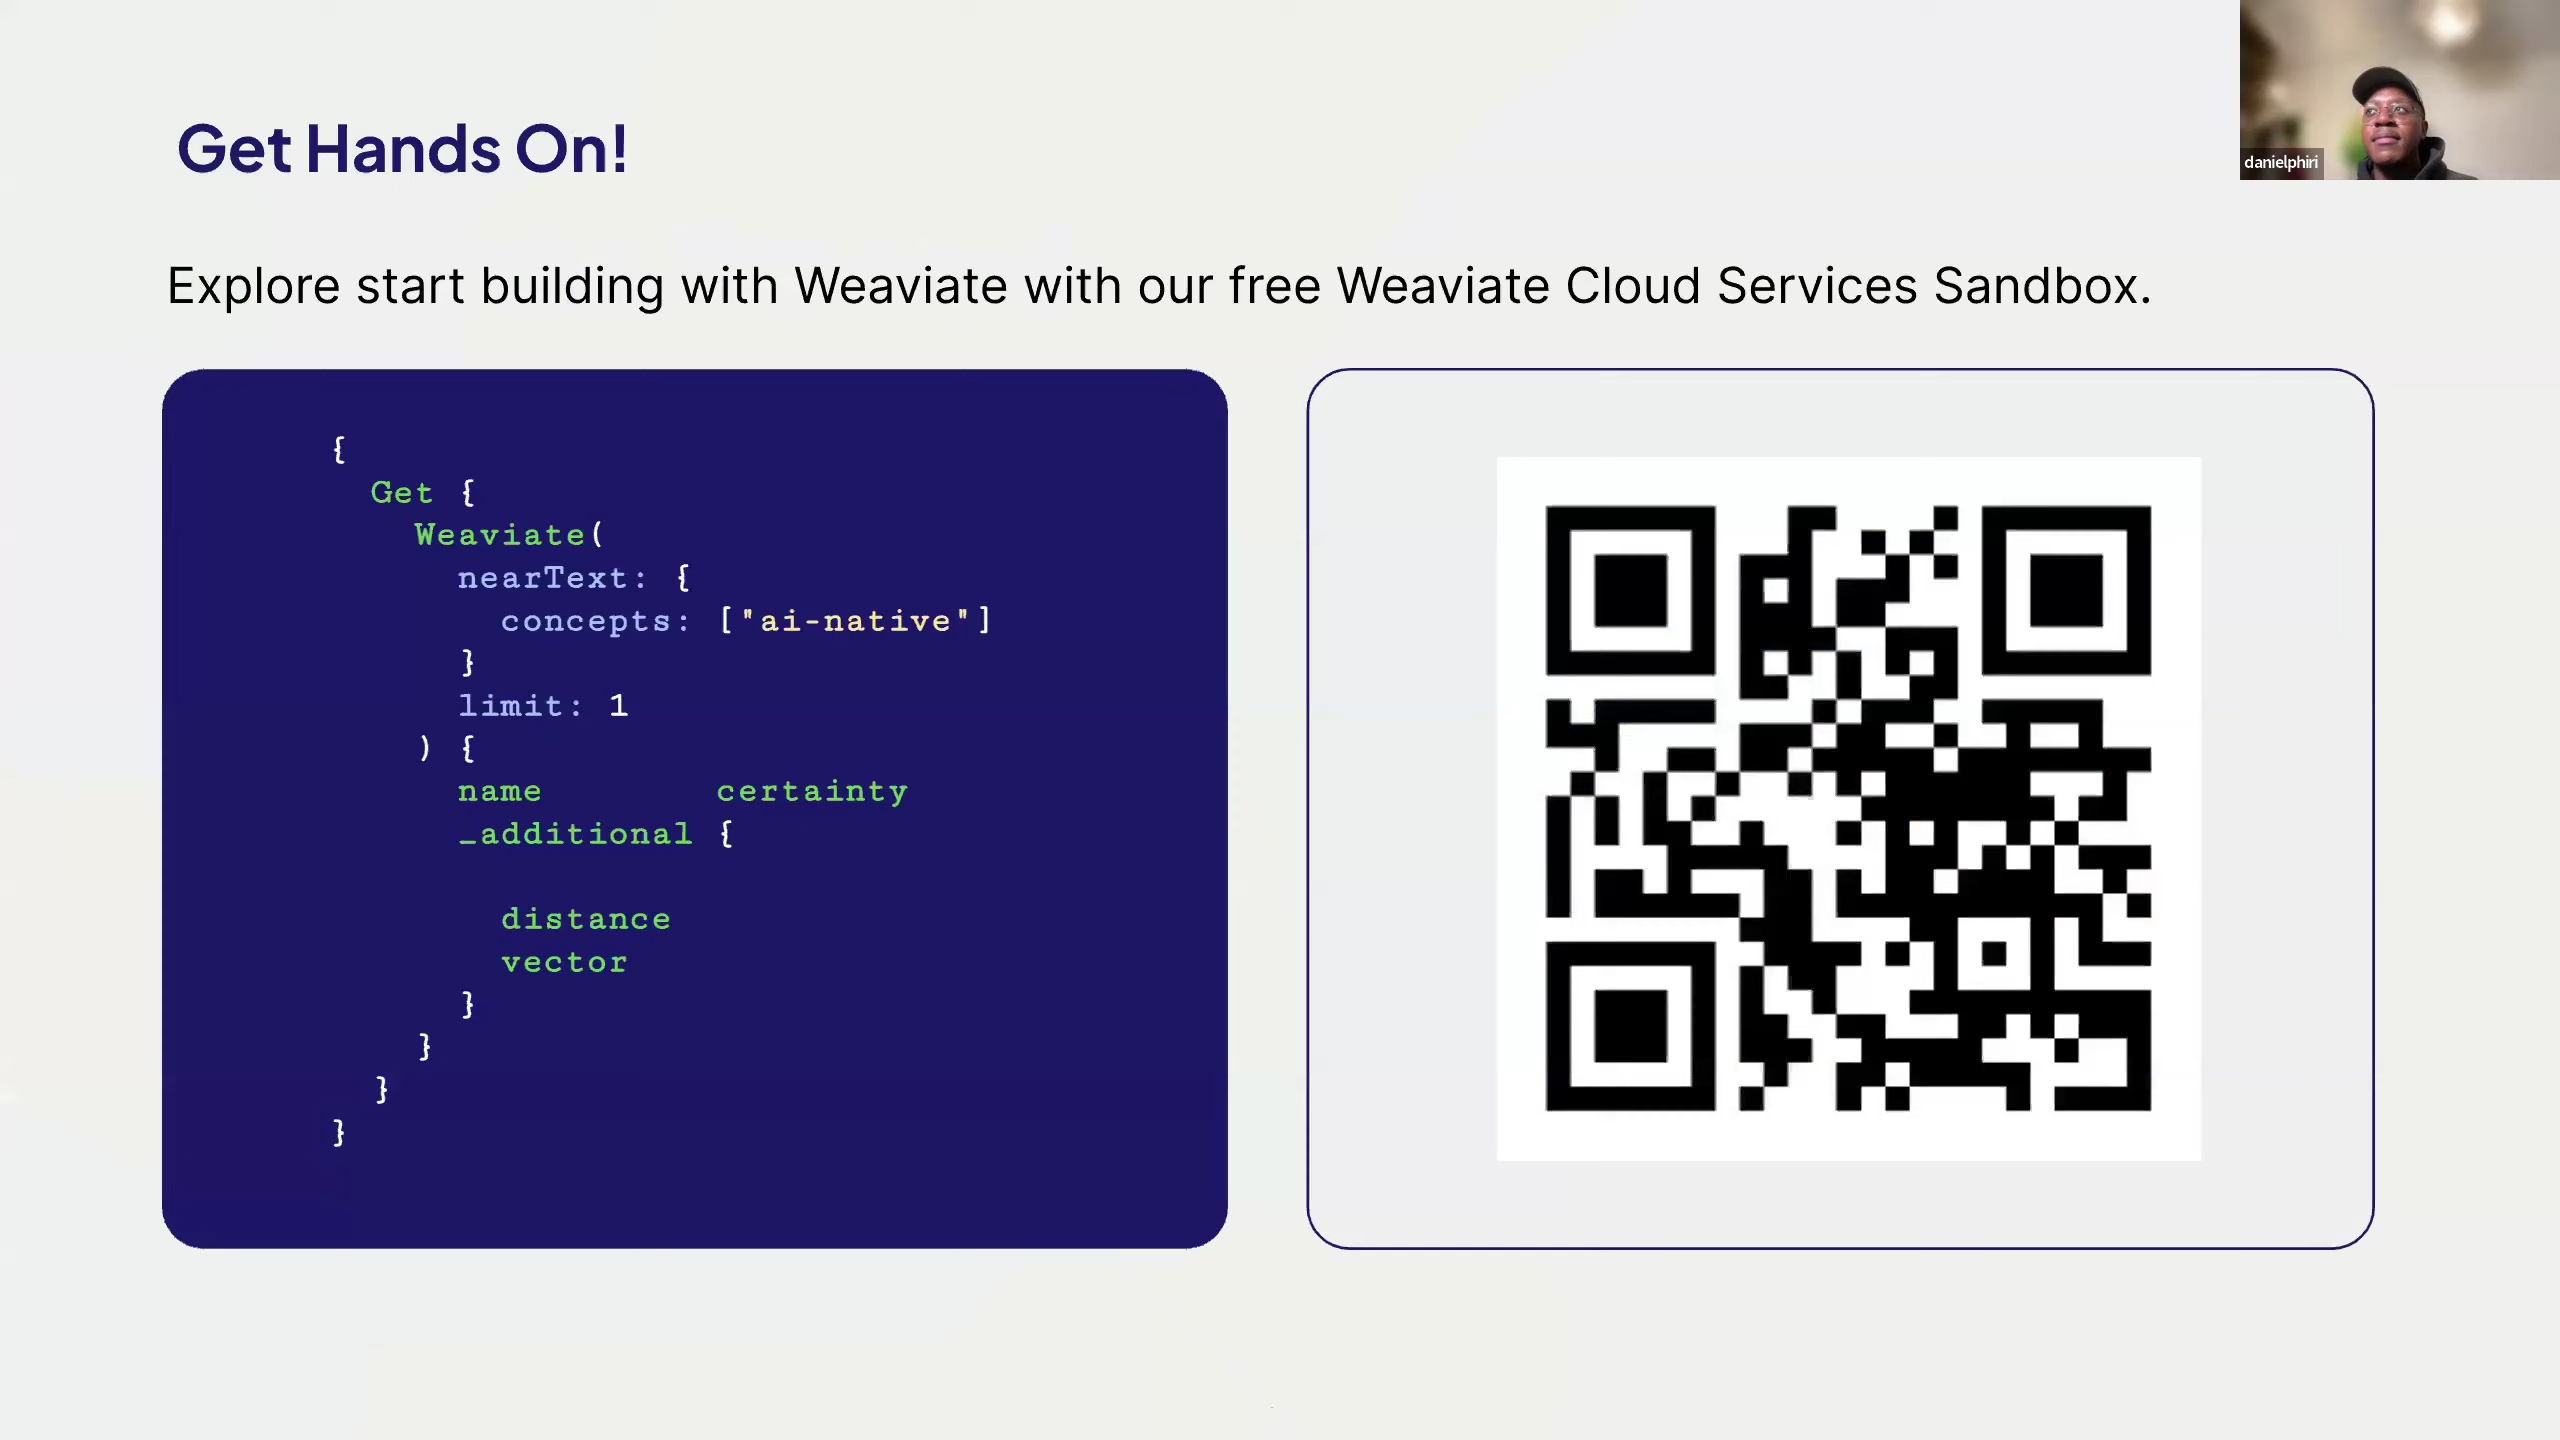 Get Hands On!
danielphiri
Explore start building with Weaviate with our free Weaviate Cloud Services Sandbox.
{
  Get {
    Weaviate(
      nearText: {
        concepts: ["ai-native"]
      }
      limit: 1
    ) {
      name        certainty
      _additional {
        distance
        vector
      }
    }
  }
}